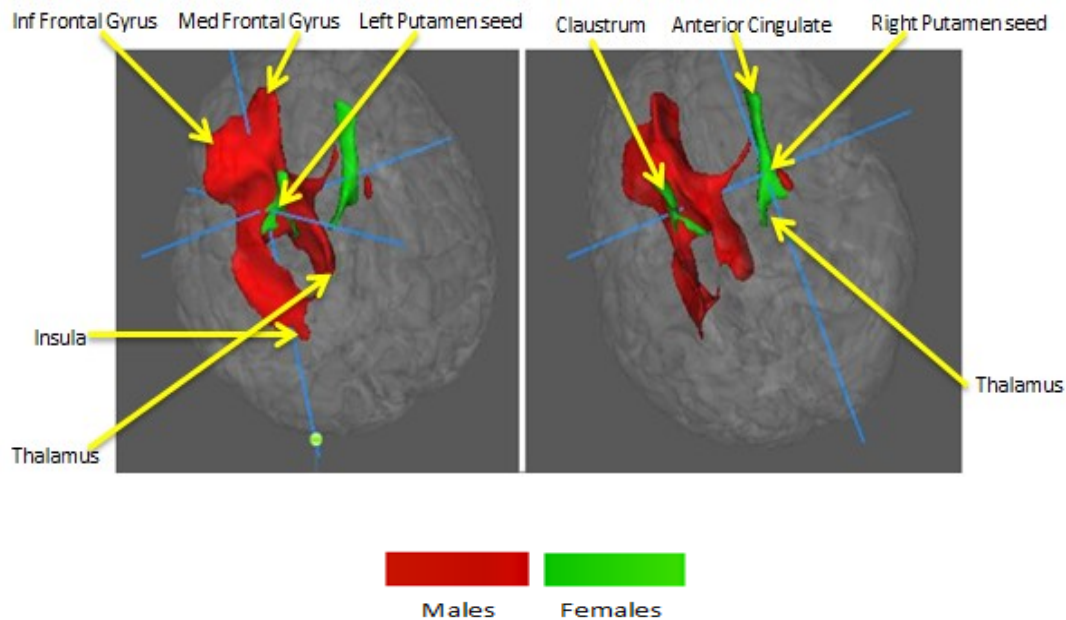 Inf Frontal Gyrus
Med Frontal Gyrus
Left Putamen seed
Claustrum
Anterior Cingulate
Right Putamen seed
Insula
Thalamus
Thalamus
Males
Females